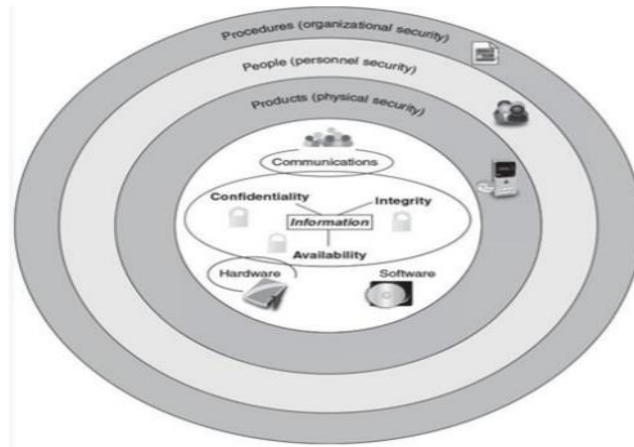 Procedures (organizational security)
People (personnel security)
Products (physical security)
Communications
Confidentiality
Integrity
Information
Availability
Hardware
Software